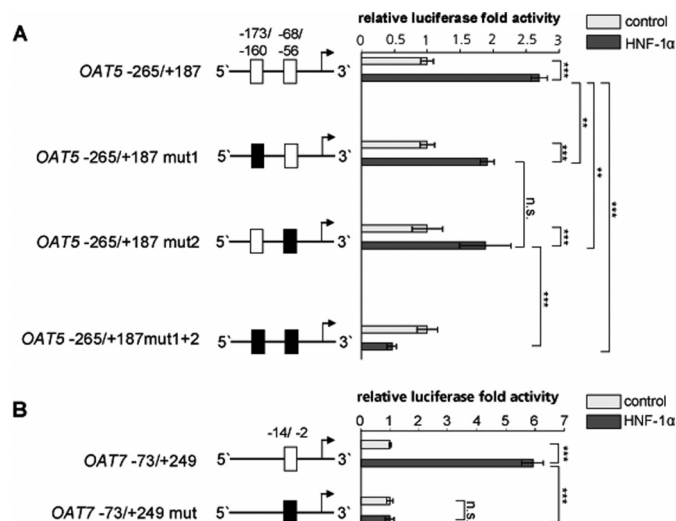 A
relative luciferase fold activity
control
HNF-1α
0 0.5 1 1.5 2 2.5 3
-173/ -68/
-160 -56
OAT5 -265/+187 5` 3` ***
OAT5 -265/+187 mut1 5` 3` ***
**
n.s.
**
***
OAT5 -265/+187 mut2 5` 3` ***
***
OAT5 -265/+187mut1+2 5` 3`
B
relative luciferase fold activity
control
HNF-1α
0 1 2 3 4 5 6 7
-14/ -2
OAT7 -73/+249 5` 3` ***
***
OAT7 -73/+249 mut 5` 3` n.s